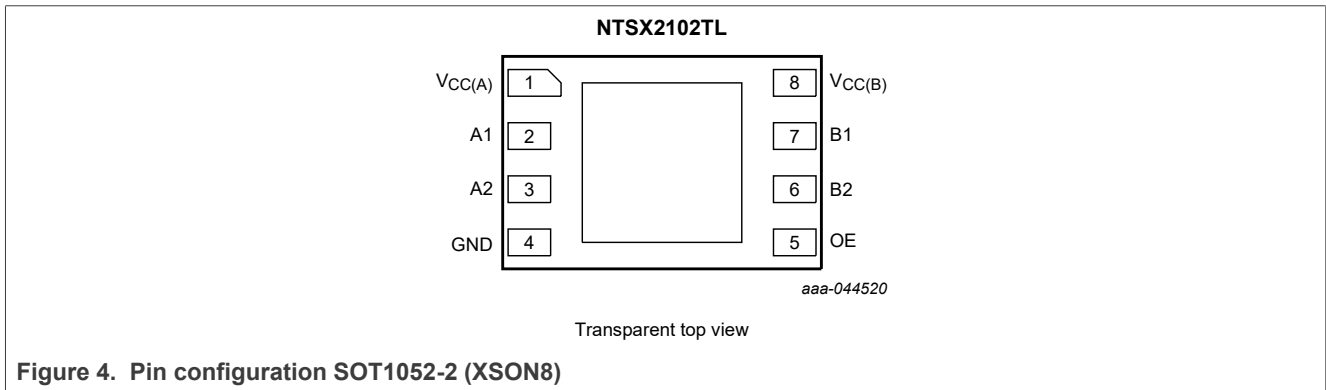 NTSX2102TL
VCC(A) 1 8 VCC(B)
A1 2 7 B1
A2 3 6 B2
GND 4 5 OE
aaa-044520
Transparent top view
Figure 4. Pin configuration SOT1052-2 (XSON8)